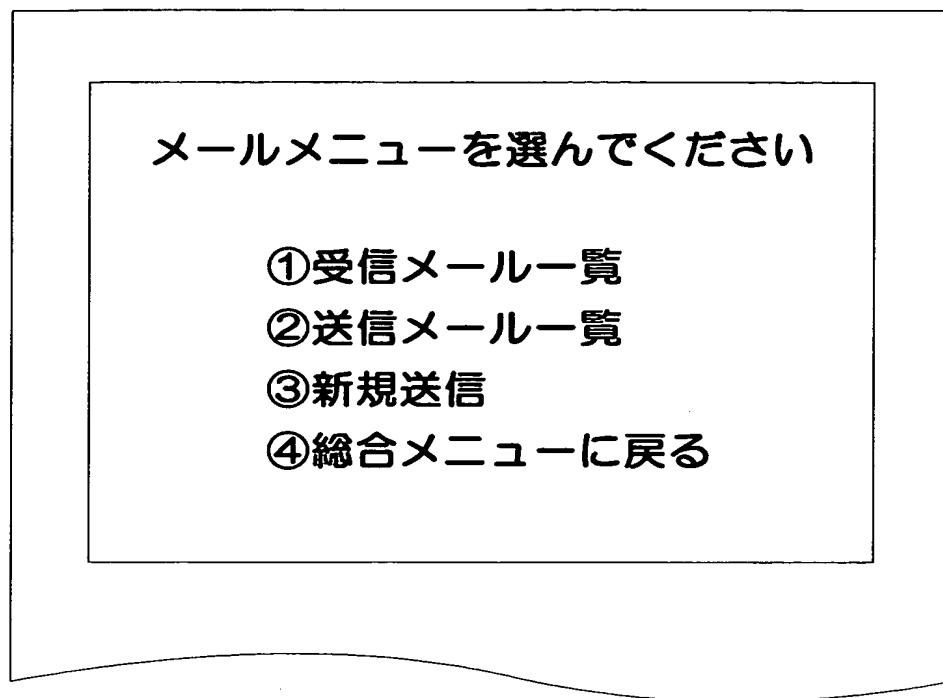 メールメニューを選んでください
①受信メール一覧
②送信メール一覧
③新規送信
④総合メニューに戻る